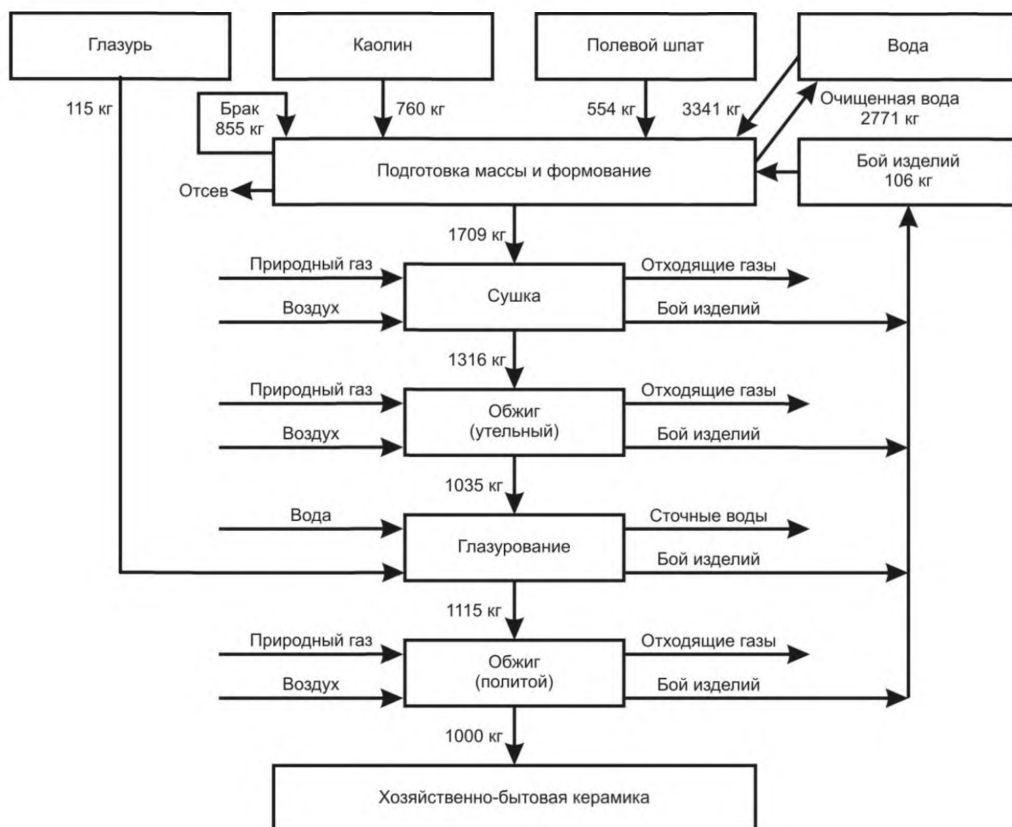 Глазурь
Каолин
Полевой шпат
Вода
115 кг
Брак
855 кг
760 кг
554 кг
3341 кг
Очищенная вода
2771 кг
Подготовка массы и формование
Бой изделий
106 кг
Отсев
1709 кг
Природный газ
Сушка
Отходящие газы
Воздух
Бой изделий
1316 кг
Природный газ
Обжиг
(утельный)
Отходящие газы
Воздух
Бой изделий
1035 кг
Вода
Глазурование
Сточные воды
Бой изделий
1115 кг
Природный газ
Обжиг
(политой)
Отходящие газы
Воздух
Бой изделий
1000 кг
Хозяйственно-бытовая керамика